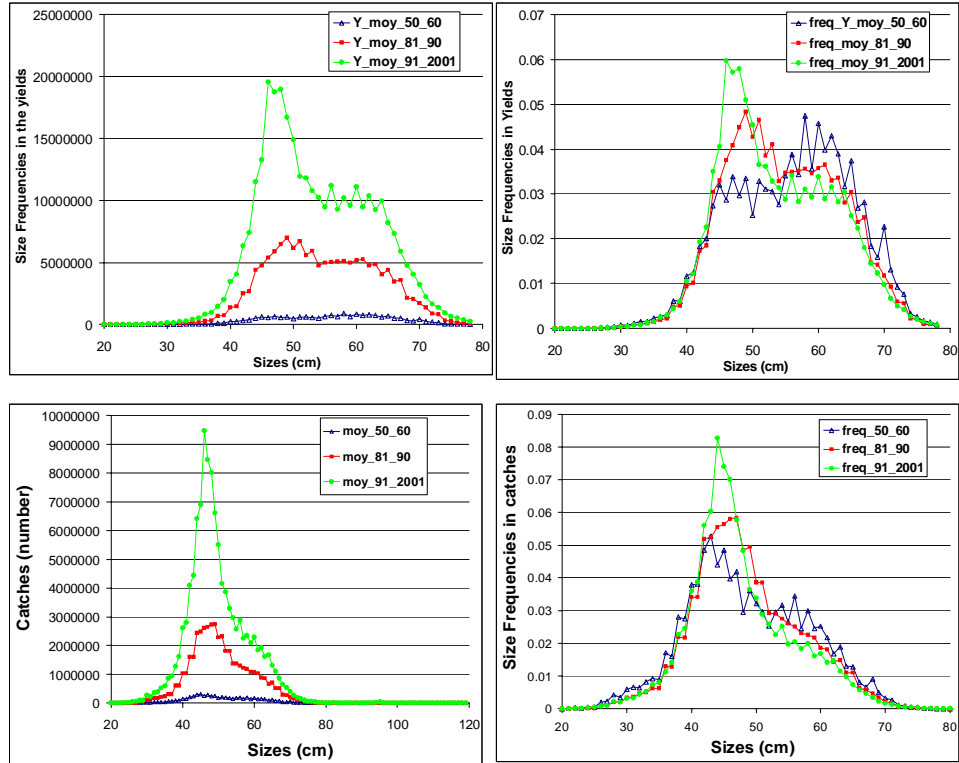 25000000
20000000
15000000
10000000
5000000
0
Size Frequencies in the yields
Y_moy_50_60
Y_moy_81_90
Y_moy_91_2001
20 30 40 50 60 70 80
Sizes (cm)
0.07
0.06
0.05
0.04
0.03
0.02
0.01
0
Size Frequencies in Yields
freq_Y_moy_50_60
freq_moy_81_90
freq_moy_91_2001
20 30 40 50 60 70 80
Sizes (cm)
10000000
9000000
8000000
7000000
6000000
5000000
4000000
3000000
2000000
1000000
0
Catches (number)
moy_50_60
moy_81_90
moy_91_2001
20 40 60 80 100 120
Sizes (cm)
0.09
0.08
0.07
0.06
0.05
0.04
0.03
0.02
0.01
0
Size Frequencies in catches
freq_50_60
freq_81_90
freq_91_2001
20 30 40 50 60 70 80
Sizes (cm)